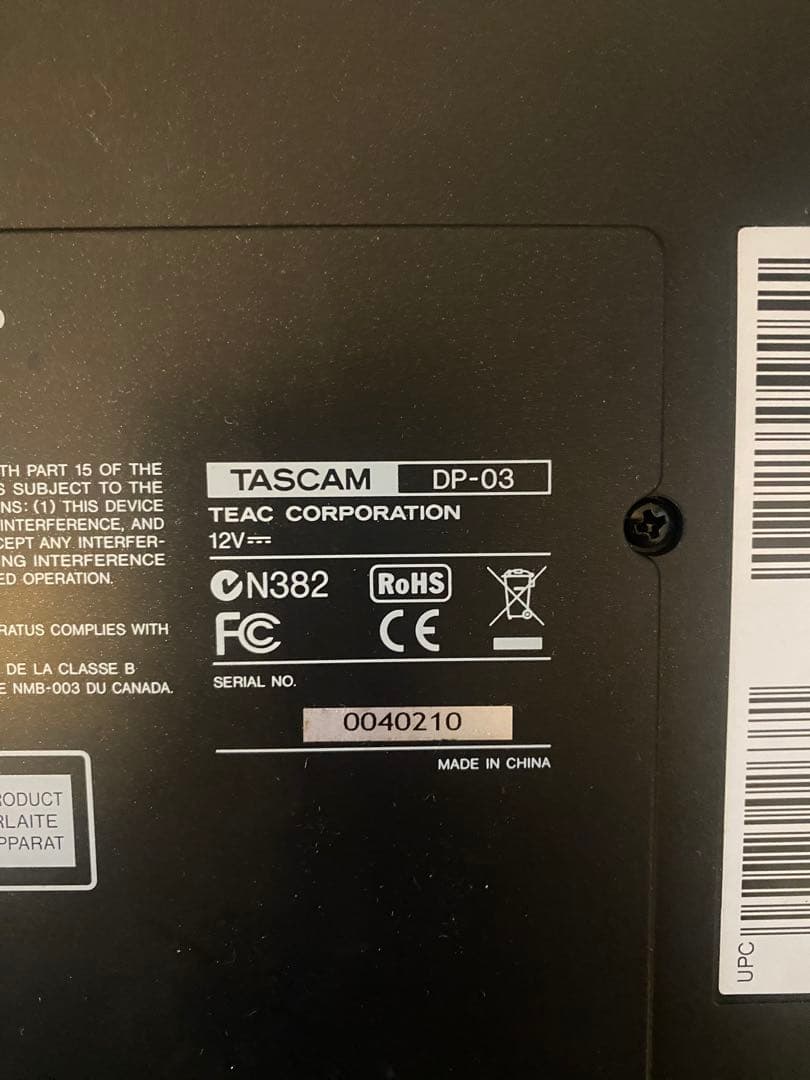 TH PART 15 OF THE
SUBJECT TO THE
NS: (1) THIS DEVICE
INTERFERENCE, AND
CEPT ANY INTERFER-
NG INTERFERENCE
ED OPERATION.
RATUS COMPLIES WITH
DE LA CLASSE B
E NMB-003 DU CANADA.
RODUCT
RLAITE
PPARAT
TASCAM DP-03
TEAC CORPORATION
12V⎓
N382 RoHS
FC CE
SERIAL NO.
0040210
MADE IN CHINA
UPC